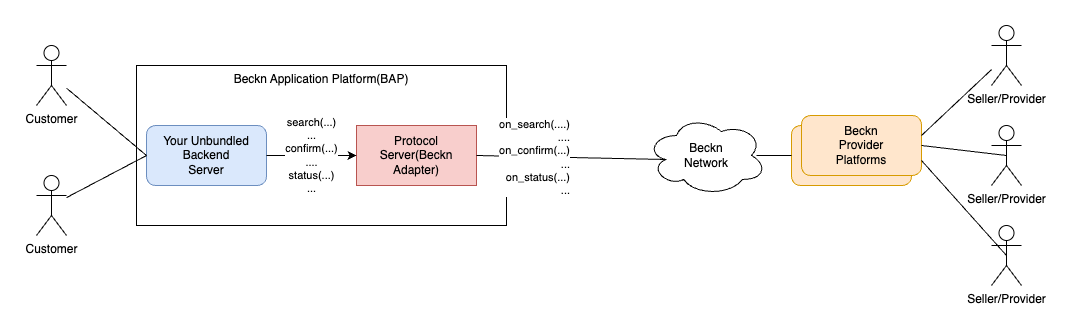 Customer
Customer
Beckn Application Platform(BAP)
Your Unbundled
Backend
Server
search(...)
...
confirm(...)
....
status(...)
...
Protocol
Server(Beckn
Adapter)
on_search(....)
....
on_confirm(...)
...
on_status(...)
...
Beckn
Network
Beckn
Provider
Platforms
Seller/Provider
Seller/Provider
Seller/Provider